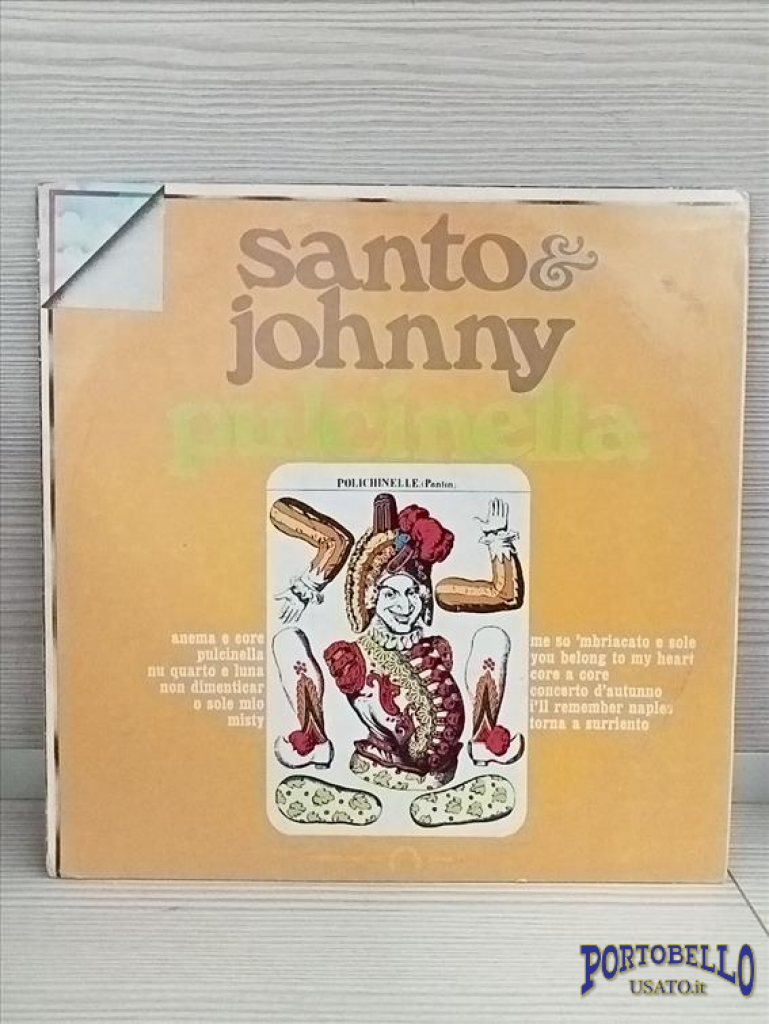 santo &
johnny
pulcinella
POLICHINELLE (Pantin)
anema e core
pulcinella
nu quarto e luna
non dimenticar
o sole mio
misty
me so 'mbriacato e sole
you belong to my heart
core a core
concerto d'autunno
i'll remember naples
torna a surriento
PORTOBELLO
USATO.it